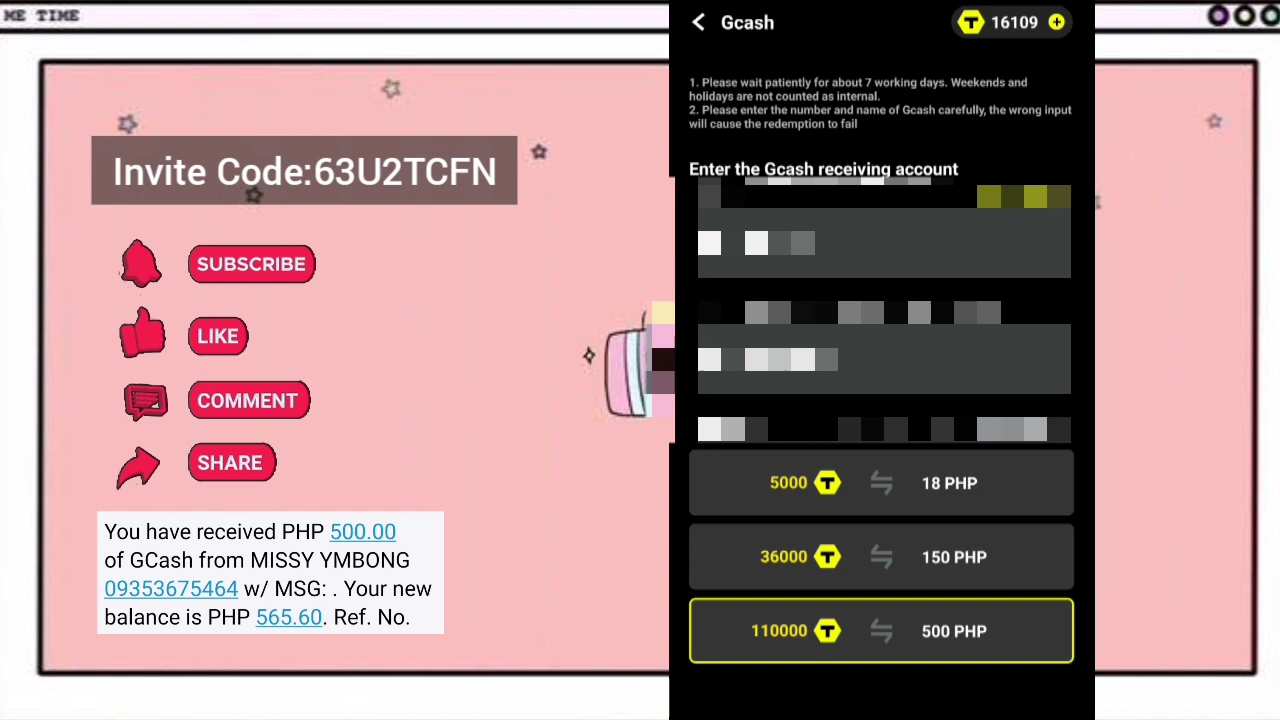 ME TIME
Invite Code:63U2TCFN
SUBSCRIBE
LIKE
COMMENT
SHARE
You have received PHP 500.00
of GCash from MISSY YMBONG
09353675464 w/ MSG: . Your new
balance is PHP 565.60. Ref. No.
Gcash
T 16109 +
1. Please wait patiently for about 7 working days. Weekends and
holidays are not counted as internal.
2. Please enter the number and name of Gcash carefully, the wrong input
will cause the redemption to fail
Enter the Gcash receiving account
5000 T 18 PHP
36000 T 150 PHP
110000 T 500 PHP